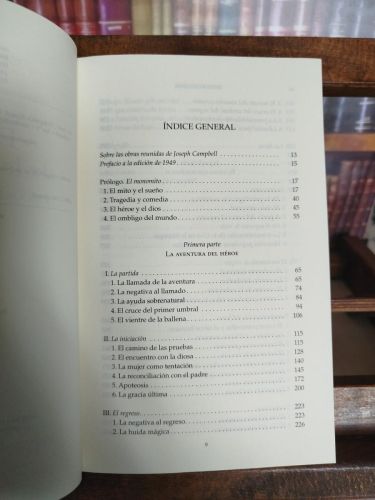 ÍNDICE GENERAL
Sobre las obras reunidas de Joseph Campbell 13
Prefacio a la edición de 1949 15
Prólogo. El monomito 17
1. El mito y el sueño 17
2. Tragedia y comedia 40
3. El héroe y el dios 45
4. El ombligo del mundo 55
Primera parte
LA AVENTURA DEL HÉROE
I. La partida 65
1. La llamada de la aventura 65
2. La negativa al llamado 74
3. La ayuda sobrenatural 84
4. El cruce del primer umbral 94
5. El vientre de la ballena 106
II. La iniciación 115
1. El camino de las pruebas 115
2. El encuentro con la diosa 128
3. La mujer como tentación 140
4. La reconciliación con el padre 145
5. Apoteosis 172
6. La gracia última 200
III. El regreso 223
1. La negativa al regreso 223
2. La huida mágica 226
9